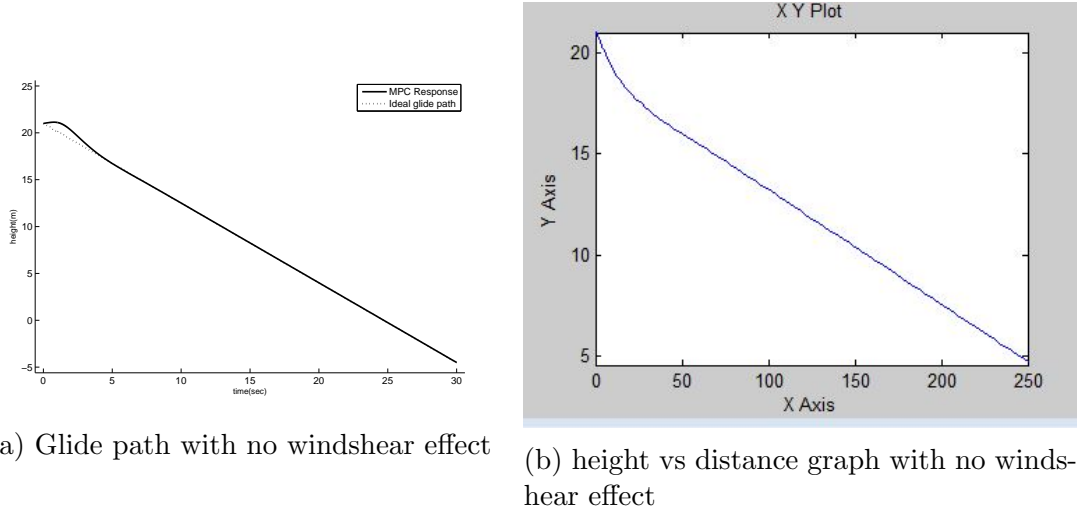 25
20
15
10
5
0
−5
0 5 10 15 20 25 30
height(m)
time(sec)
MPC Response
Ideal glide path
a) Glide path with no windshear effect
X Y Plot
20
15
10
5
0 50 100 150 200 250
Y Axis
X Axis
(b) height vs distance graph with no winds-
hear effect